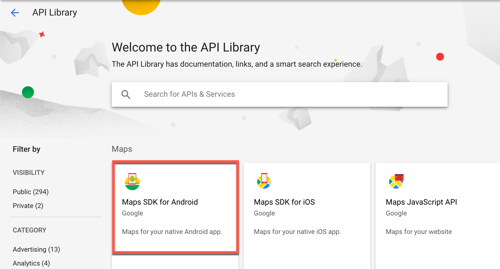 API Library
Welcome to the API Library
The API Library has documentation, links, and a smart search experience.
Search for APIs & Services
Filter by
VISIBILITY
Public (294)
Private (2)
CATEGORY
Advertising (13)
Analytics (4)
Maps
Maps SDK for Android
Google
Maps for your native Android app.
Maps SDK for iOS
Google
Maps for your native iOS app.
Maps JavaScript API
Google
Maps for your website